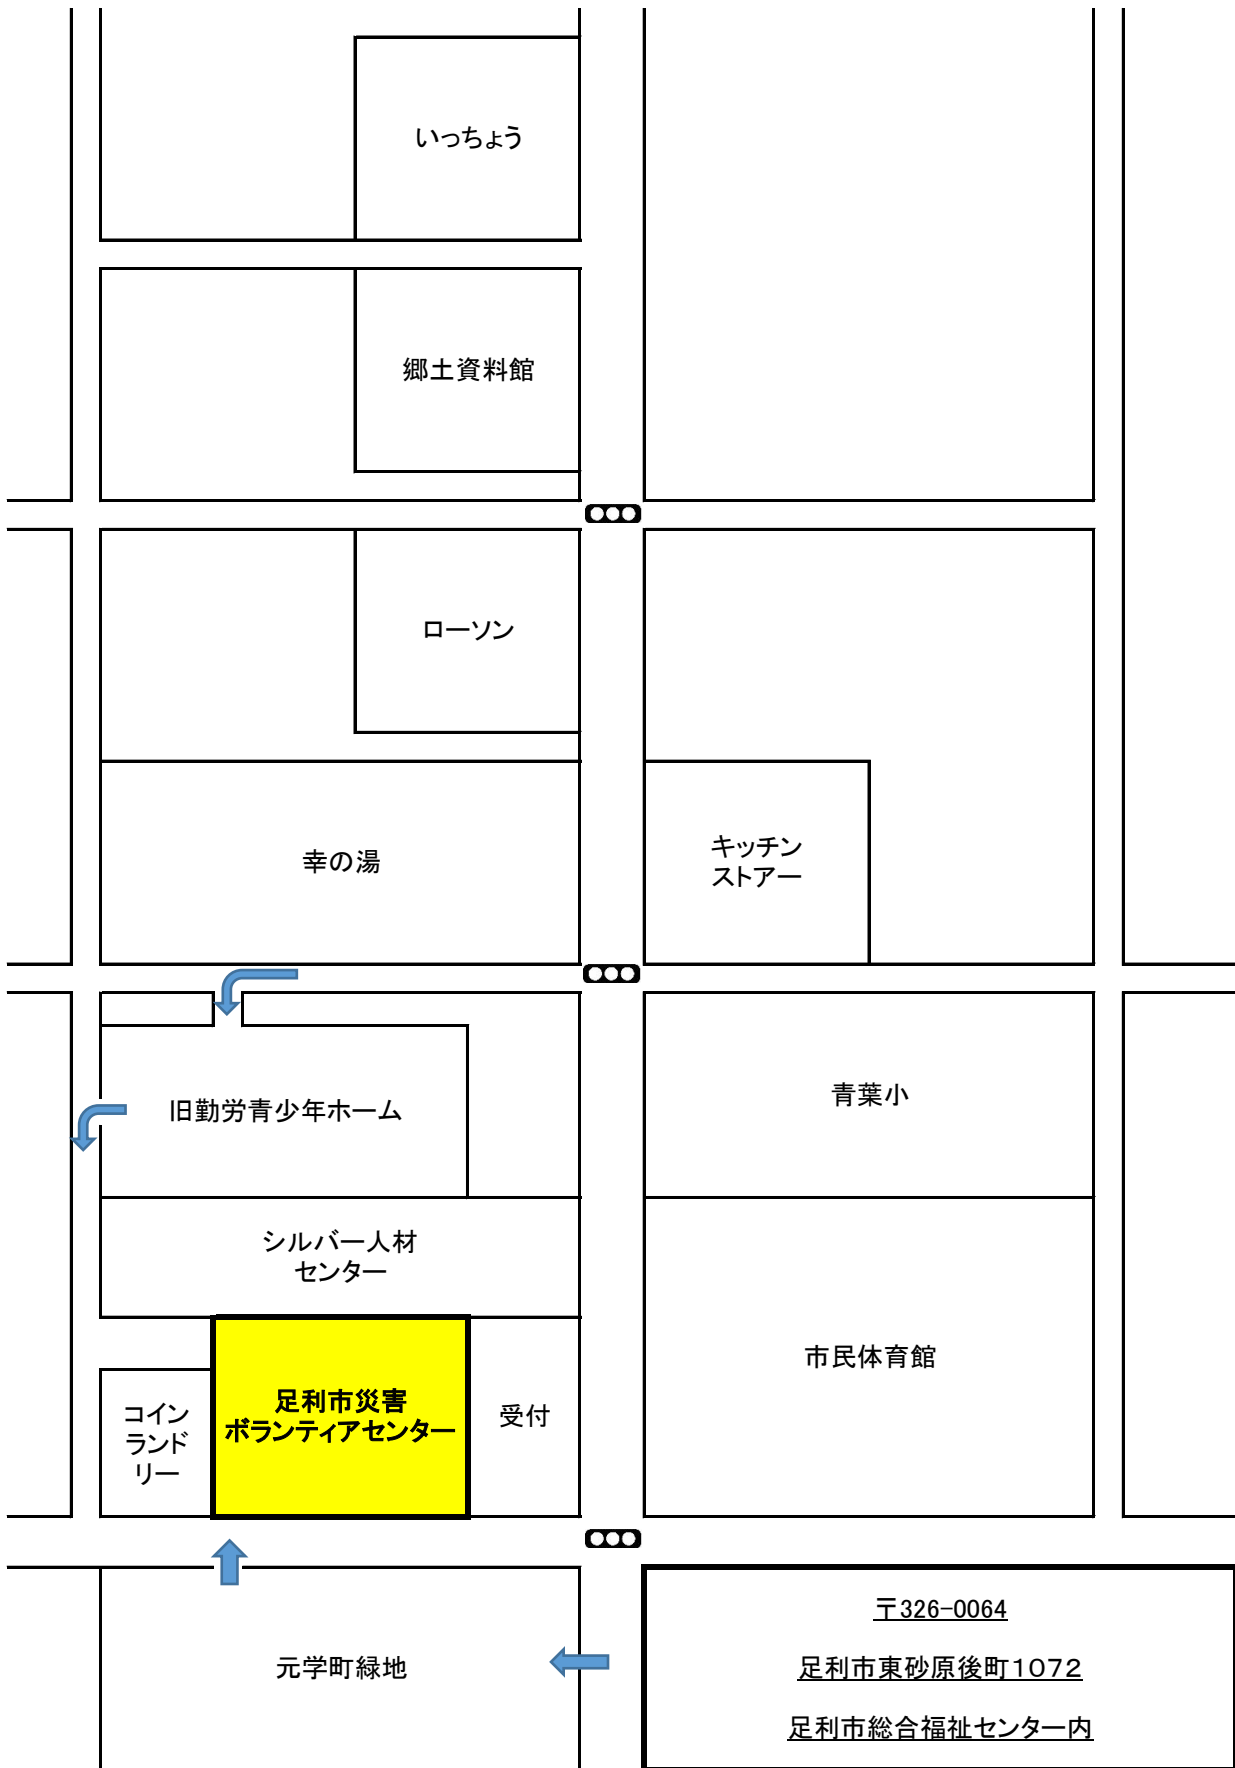 いっちょう
郷土資料館
ローソン
幸の湯
キッチン
ストアー
旧勤労青少年ホーム
青葉小
シルバー人材
センター
市民体育館
コイン
ランド
リー
足利市災害
ボランティアセンター
受付
元学町緑地
〒326-0064
足利市東砂原後町1072
足利市総合福祉センター内